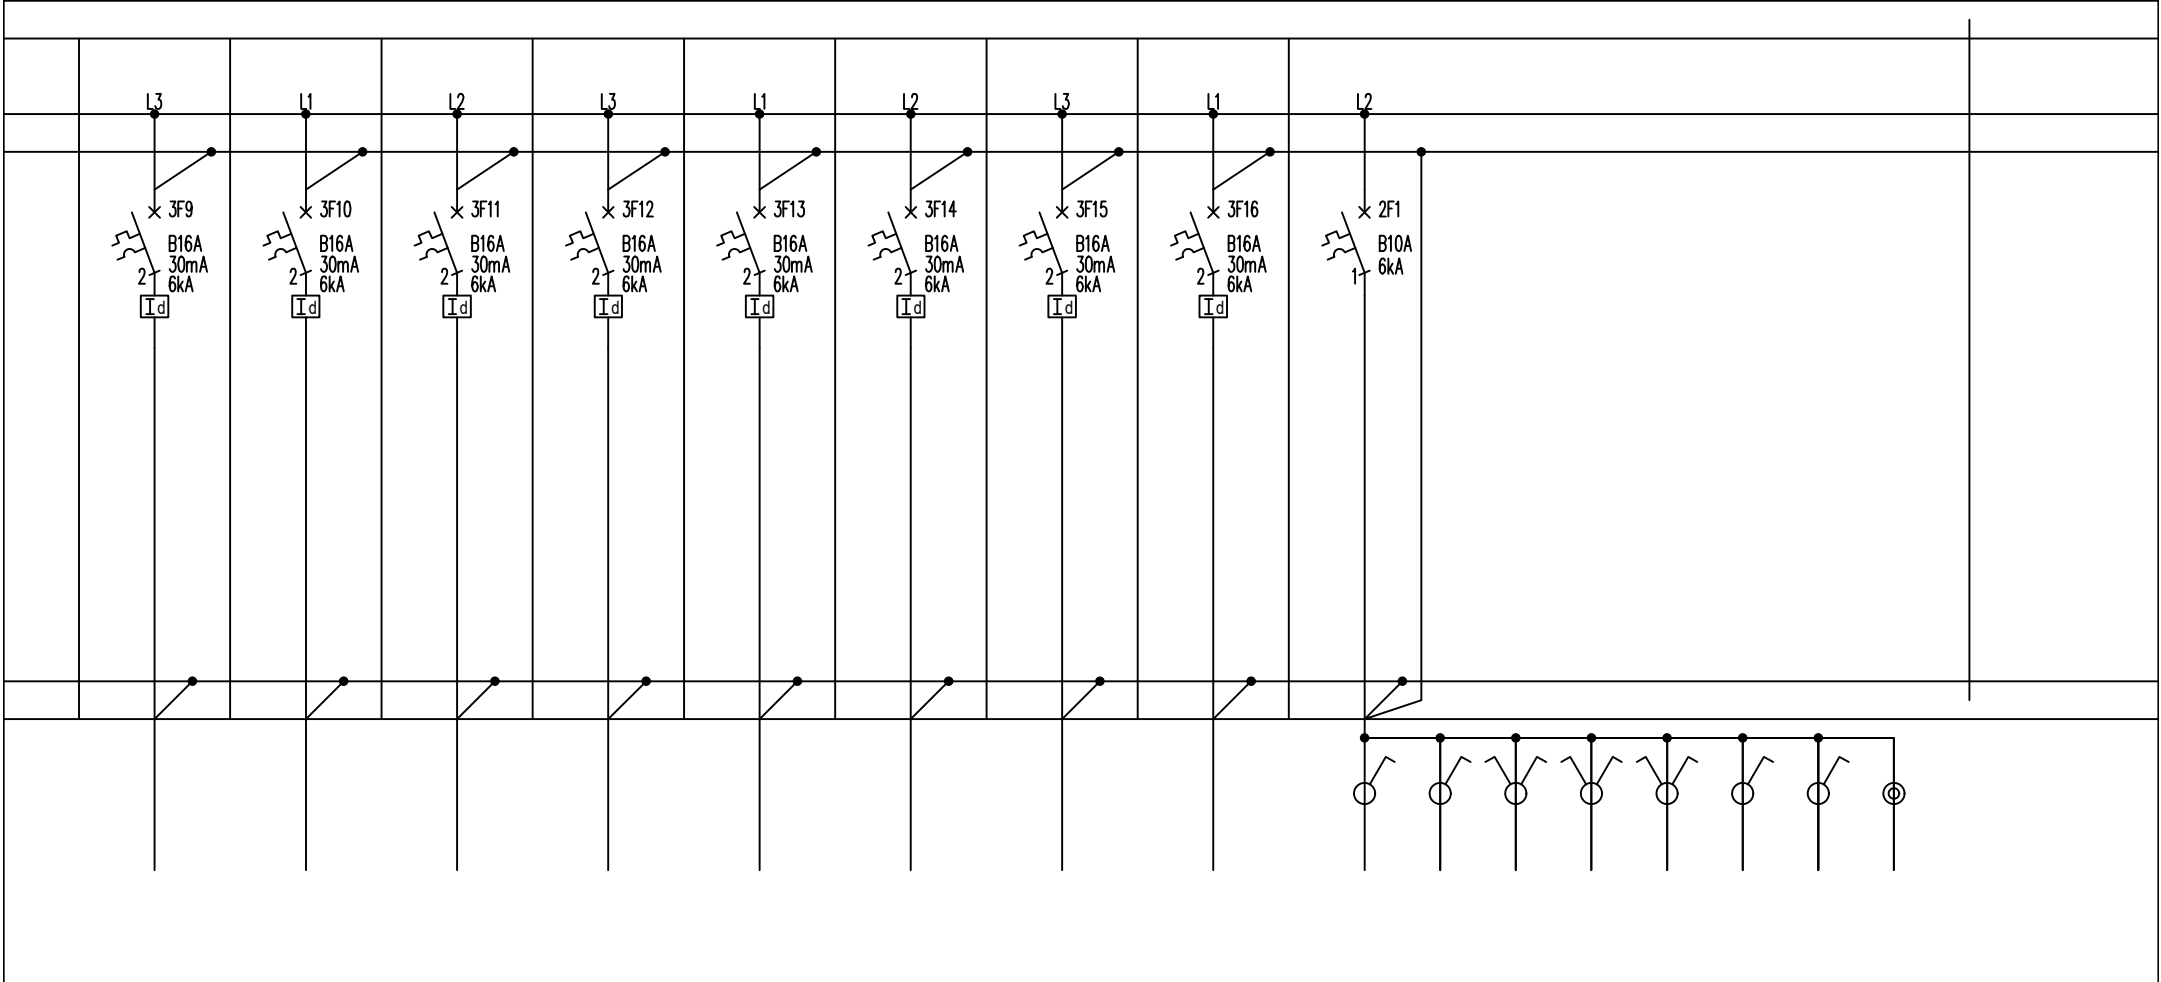 L3 L1 L2 L3 L1 L2 L3 L1 L2
3F9 3F10 3F11 3F12 3F13 3F14 3F15 3F16 2F1
B16A B16A B16A B16A B16A B16A B16A B16A B10A
30mA 30mA 30mA 30mA 30mA 30mA 30mA 30mA 6kA
2 2 2 2 2 2 2 2 1
6kA 6kA 6kA 6kA 6kA 6kA 6kA 6kA
Id Id Id Id Id Id Id Id